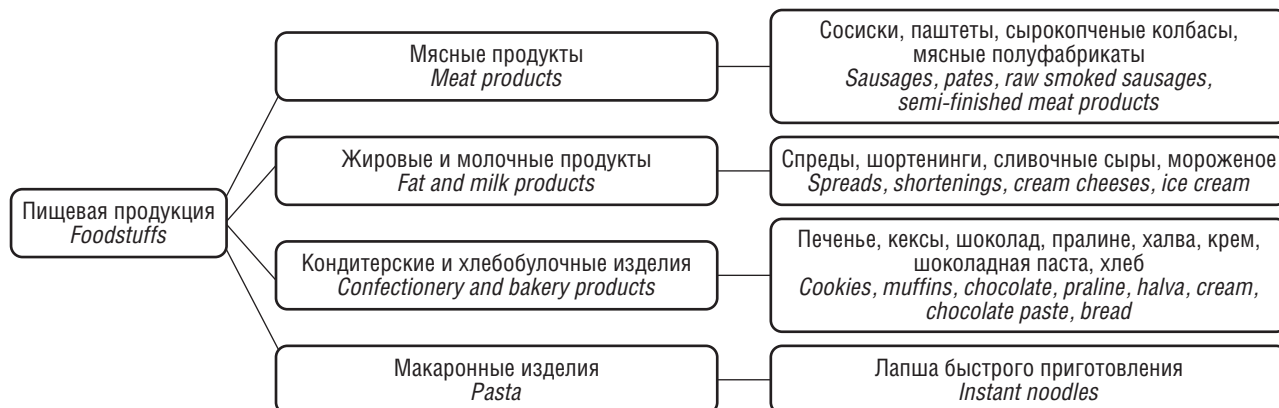 Пищевая продукция
Foodstuffs
Мясные продукты
Meat products
Сосиски, паштеты, сырокопченые колбасы,
мясные полуфабрикаты
Sausages, pates, raw smoked sausages,
semi-finished meat products
Жировые и молочные продукты
Fat and milk products
Спреды, шортенинги, сливочные сыры, мороженое
Spreads, shortenings, cream cheeses, ice cream
Кондитерские и хлебобулочные изделия
Confectionery and bakery products
Печенье, кексы, шоколад, пралине, халва, крем,
шоколадная паста, хлеб
Cookies, muffins, chocolate, praline, halva, cream,
chocolate paste, bread
Макаронные изделия
Pasta
Лапша быстрого приготовления
Instant noodles